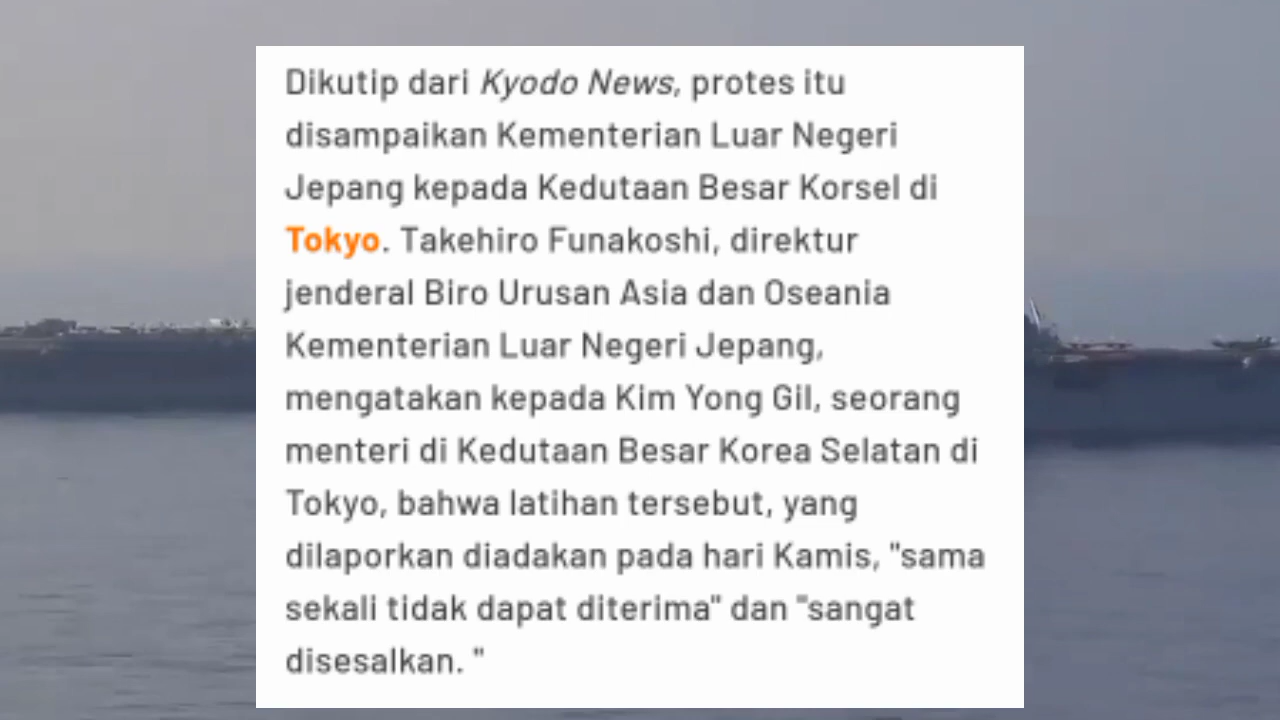 Dikutip dari Kyodo News, protes itu
disampaikan Kementerian Luar Negeri
Jepang kepada Kedutaan Besar Korsel di
Tokyo. Takehiro Funakoshi, direktur
jenderal Biro Urusan Asia dan Oseania
Kementerian Luar Negeri Jepang,
mengatakan kepada Kim Yong Gil, seorang
menteri di Kedutaan Besar Korea Selatan di
Tokyo, bahwa latihan tersebut, yang
dilaporkan diadakan pada hari Kamis, "sama
sekali tidak dapat diterima" dan "sangat
disesalkan. "